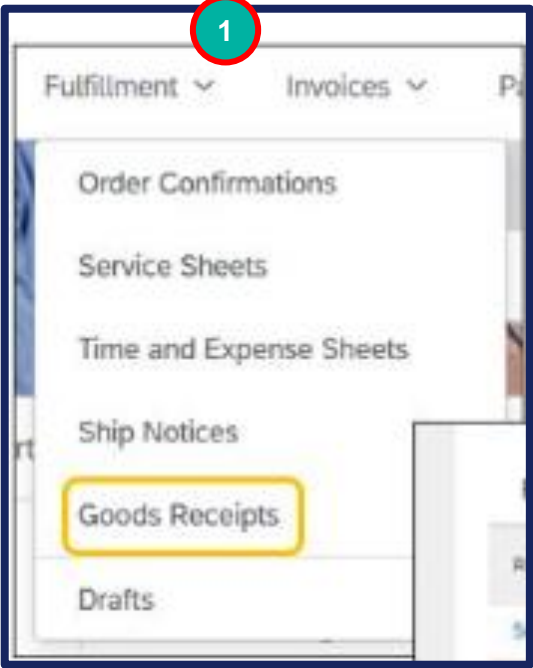 1
Fulfillment Invoices
Order Confirmations
Service Sheets
Time and Expense Sheets
Ship Notices
Goods Receipts
Drafts